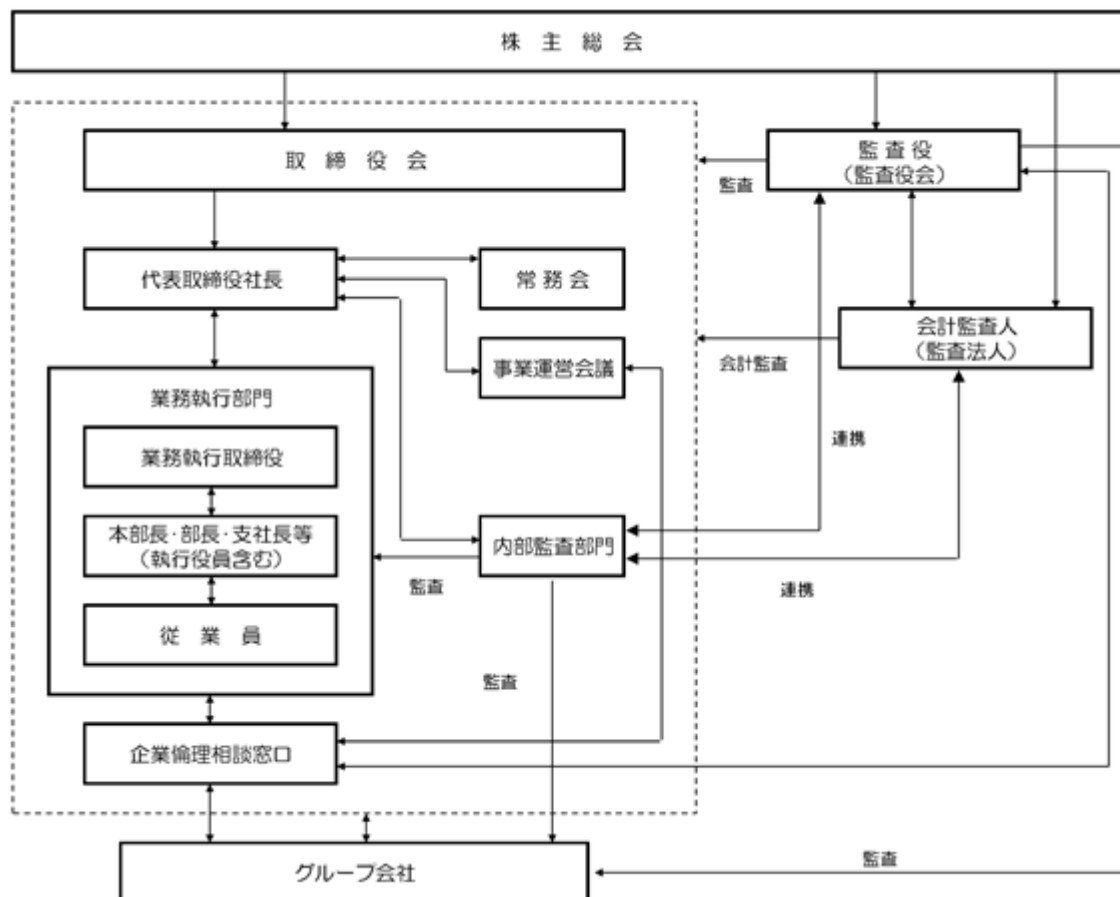 株主総会
取締役会
監査役
（監査役会）
監査
代表取締役社長
常務会
会計監査人
（監査法人）
会計監査
事業運営会議
業務執行部門
業務執行取締役
連携
本部長・部長・支社長等
（執行役員含む）
内部監査部門
監査
連携
従業員
監査
企業倫理相談窓口
グループ会社
監査